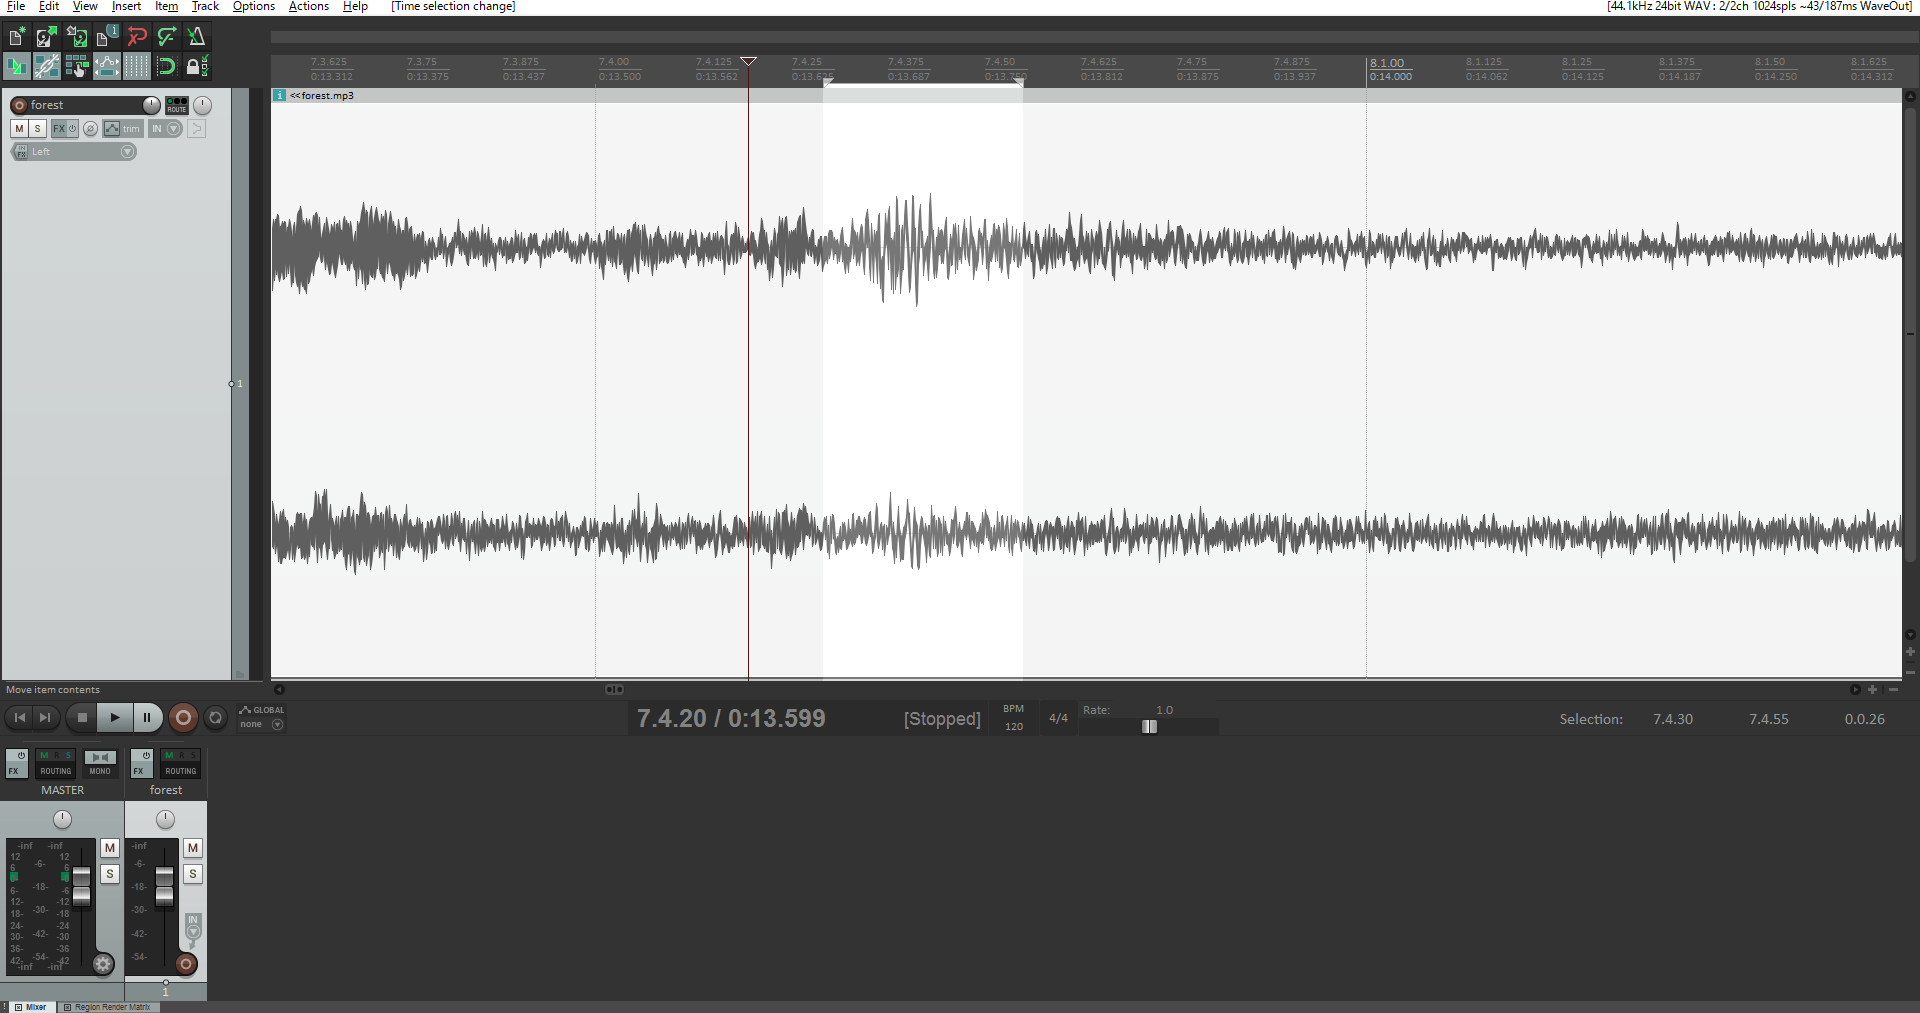 File Edit View Insert Item Track Options Actions Help [Time selection change] [44.1kHz 24bit WAV : 2/2ch 1024spls ~43/187ms WaveOut]
7.3.625 7.3.75 7.3.875 7.4.00 7.4.125 7.4.25 7.4.375 7.4.50 7.4.625 7.4.75 7.4.875 8.1.00 8.1.125 8.1.25 8.1.375 8.1.50 8.1.625
0:13.312 0:13.375 0:13.437 0:13.500 0:13.562 0:13.625 0:13.687 0:13.750 0:13.812 0:13.875 0:13.937 0:14.000 0:14.062 0:14.125 0:14.187 0:14.250 0:14.312
i <<forest.mp3
forest ROUTE
M S FX trim IN
IN FX Left
1
Move item contents
GLOBAL
none
7.4.20 / 0:13.599 [Stopped]
BPM
120
4/4
Rate: 1.0
Selection: 7.4.30 7.4.55 0.0.26
FX M R S ROUTING MONO FX M R S ROUTING
MASTER forest
-inf -inf M -inf M
12 12
6 -6- 6 -6-
S S
6- -18- -6 -18-
12- -12
18- -30- -18 -30-
24- -24 IN
30- -42- -30 -42-
36- -36
42- -54- -42 -54-
-inf -inf
1
! Mixer Region Render Matrix